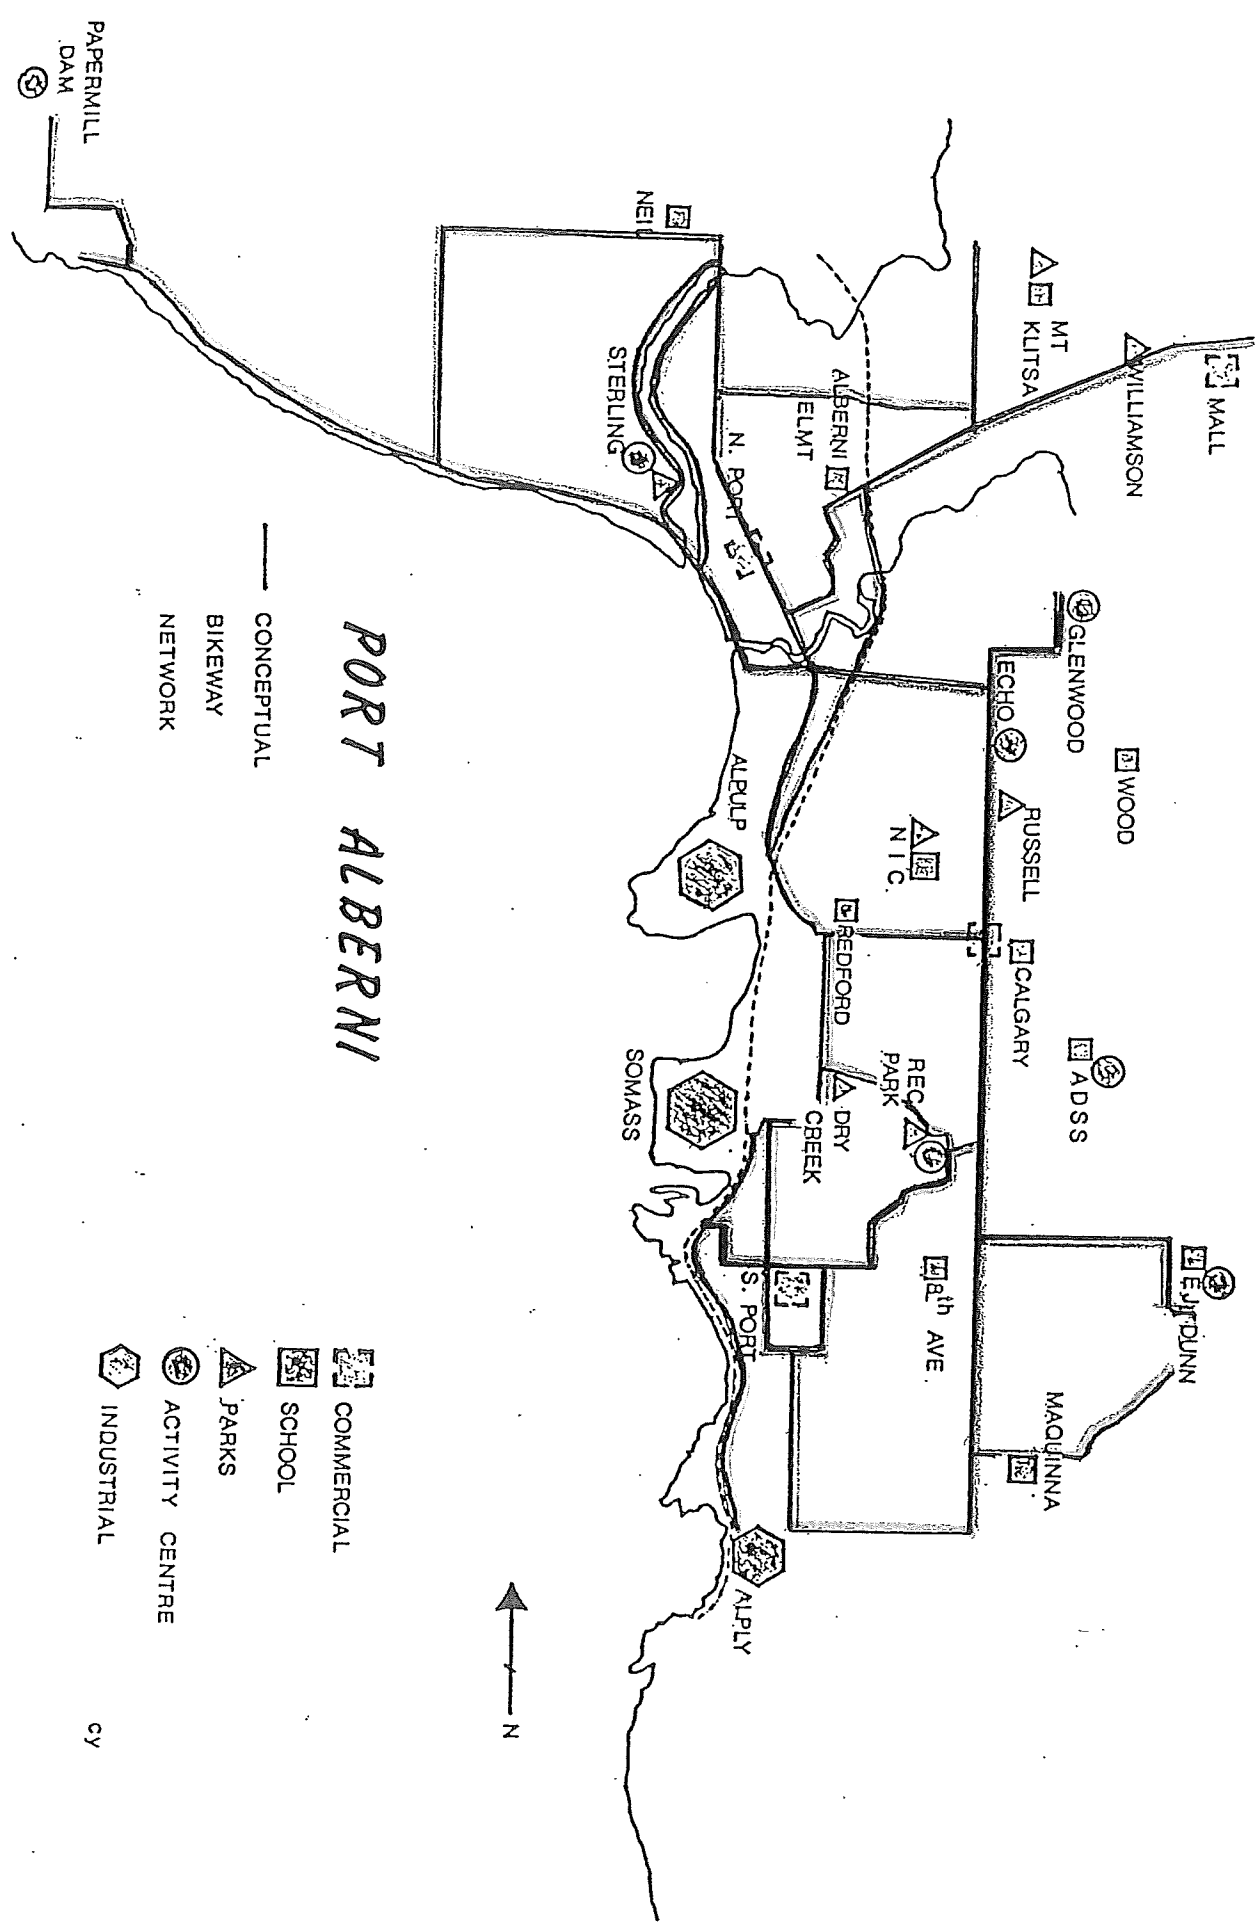 PAPERMILL
DAM
NEIL
STERLING
N. PORT
ALBERNI
ELMT
MT
KLITSA
WILLIAMSON
MALL
GLENWOOD
ECHO
WOOD
RUSSELL
N I C
ALPULP
REDFORD
CALGARY
ADSS
REC
PARK
DRY
CREEK
SOMASS
S. PORT
8th AVE
E.J. DUNN
MAQUINNA
ALPLY
CONCEPTUAL
BIKEWAY
NETWORK
PORT ALBERNI
COMMERCIAL
SCHOOL
PARKS
ACTIVITY CENTRE
INDUSTRIAL
N
cy